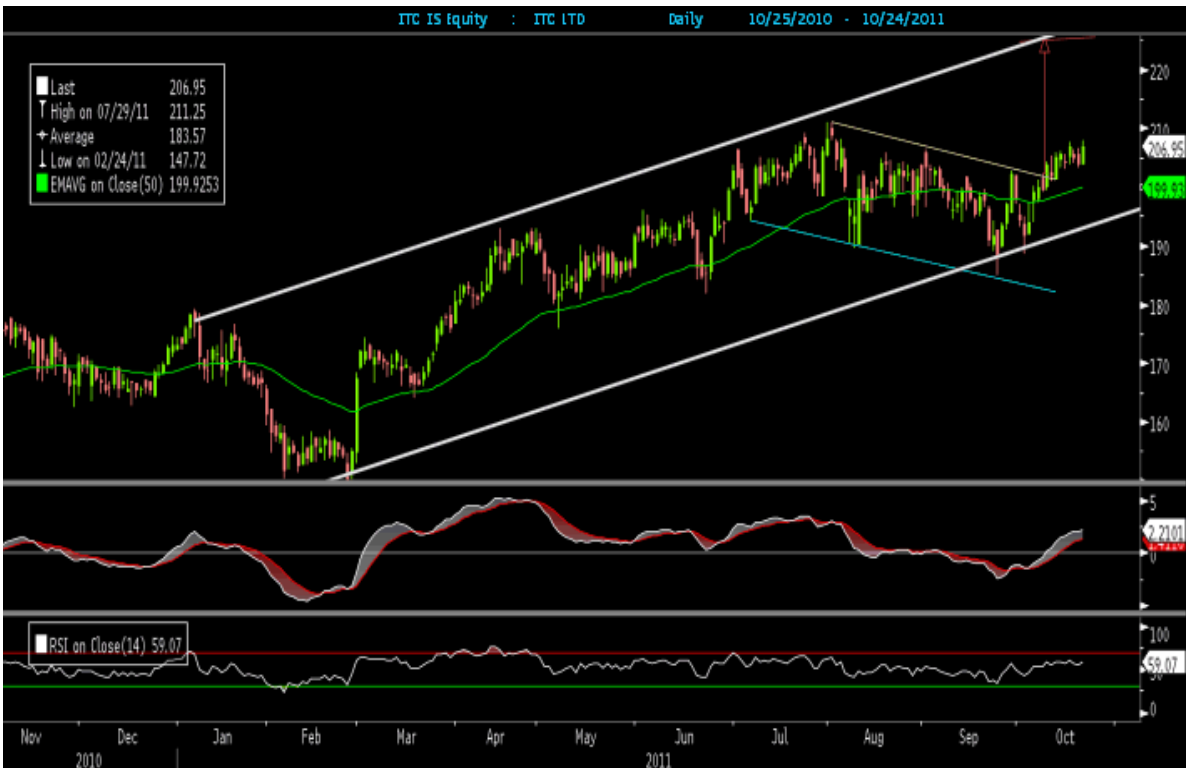 ITC IS Equity : ITC LTD Daily 10/25/2010 - 10/24/2011
Last 206.95
High on 07/29/11 211.25
Average 183.57
Low on 02/24/11 147.72
EMAVG on Close(50) 199.9253
220
210
206.95
199.93
190
180
170
160
5
2.2101
0
RSI on Close(14) 59.07
100
59.07
50
0
Nov Dec Jan Feb Mar Apr May Jun Jul Aug Sep Oct
2010 2011